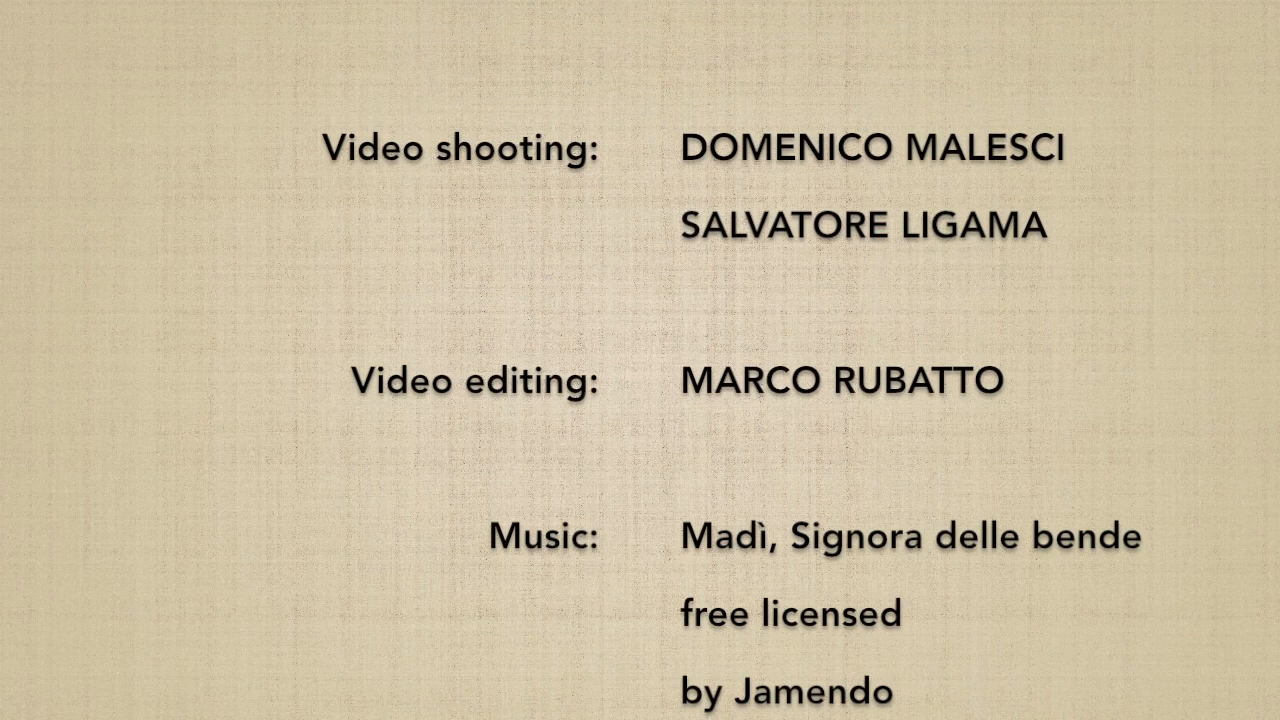 Video shooting: DOMENICO MALESCI
SALVATORE LIGAMA
Video editing: MARCO RUBATTO
Music: Madì, Signora delle bende
free licensed
by Jamendo